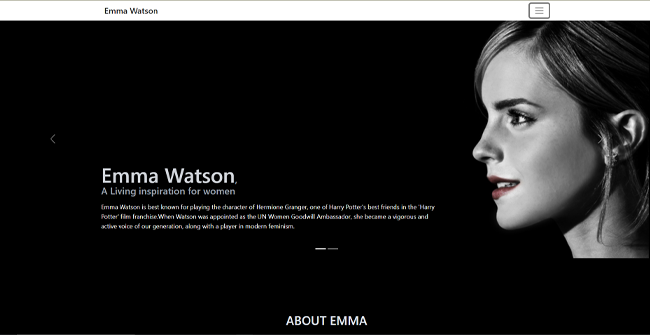 Emma Watson
Emma Watson,
A Living inspiration for women
Emma Watson is best known for playing the character of Hermione Granger, one of Harry Potter's best friends in the 'Harry
Potter' film franchise.When Watson was appointed as the UN Women Goodwill Ambassador, she became a vigorous and
active voice of our generation, along with a player in modern feminism.
ABOUT EMMA